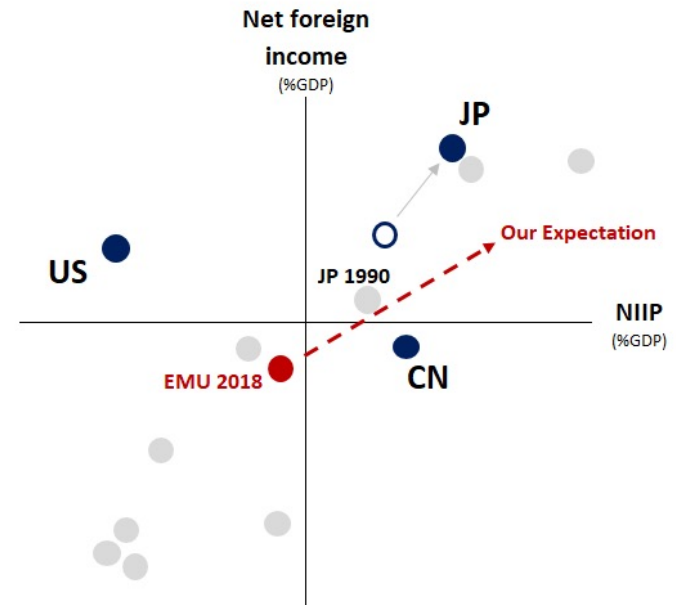 Net foreign
income
(%GDP)
JP
Our Expectation
US
JP 1990
NIIP
(%GDP)
EMU 2018
CN